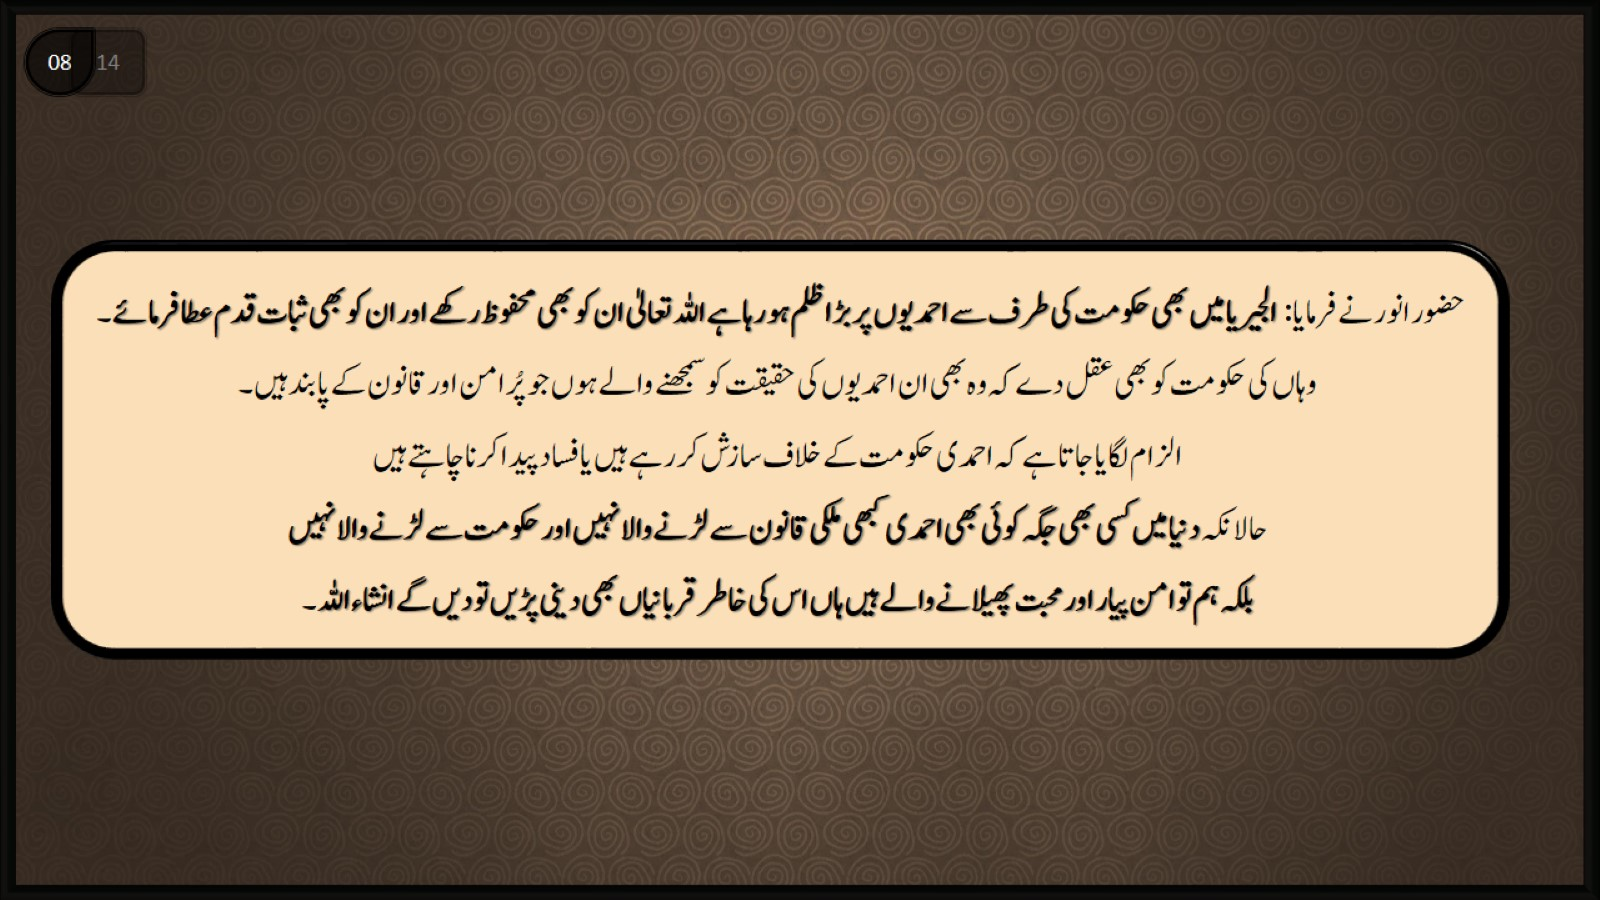 08 14
حضور انور نے فرمایا: الجیریا میں بھی حکومت کی طرف سے احمدیوں پر بڑا ظلم ہو رہا ہے اللہ تعالیٰ ان کو بھی محفوظ رکھے اور ان کو بھی ثبات قدم عطا فرمائے۔
وہاں کی حکومت کو بھی عقل دے کہ وہ بھی ان احمدیوں کی حقیقت کو سمجھنے والے ہوں جو پُر امن اور قانون کے پابند ہیں۔
الزام لگایا جاتا ہے کہ احمدی حکومت کے خلاف سازش کر رہے ہیں یا فساد پیدا کرنا چاہتے ہیں
حالانکہ دنیا میں کسی بھی جگہ کوئی بھی احمدی کبھی ملکی قانون سے لڑنے والا نہیں اور حکومت سے لڑنے والا نہیں
بلکہ ہم تو امن پیار اور محبت پھیلانے والے ہیں ہاں اس کی خاطر قربانیاں بھی دینی پڑیں تو دیں گے انشاء اللہ۔